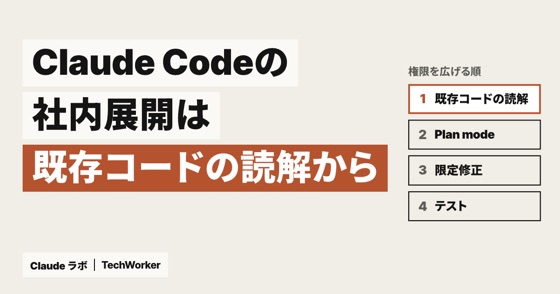 Claude Codeの
社内展開は
既存コードの読解から
権限を広げる順
1 既存コードの読解
2 Plan mode
3 限定修正
4 テスト
Claude ラボ | TechWorker